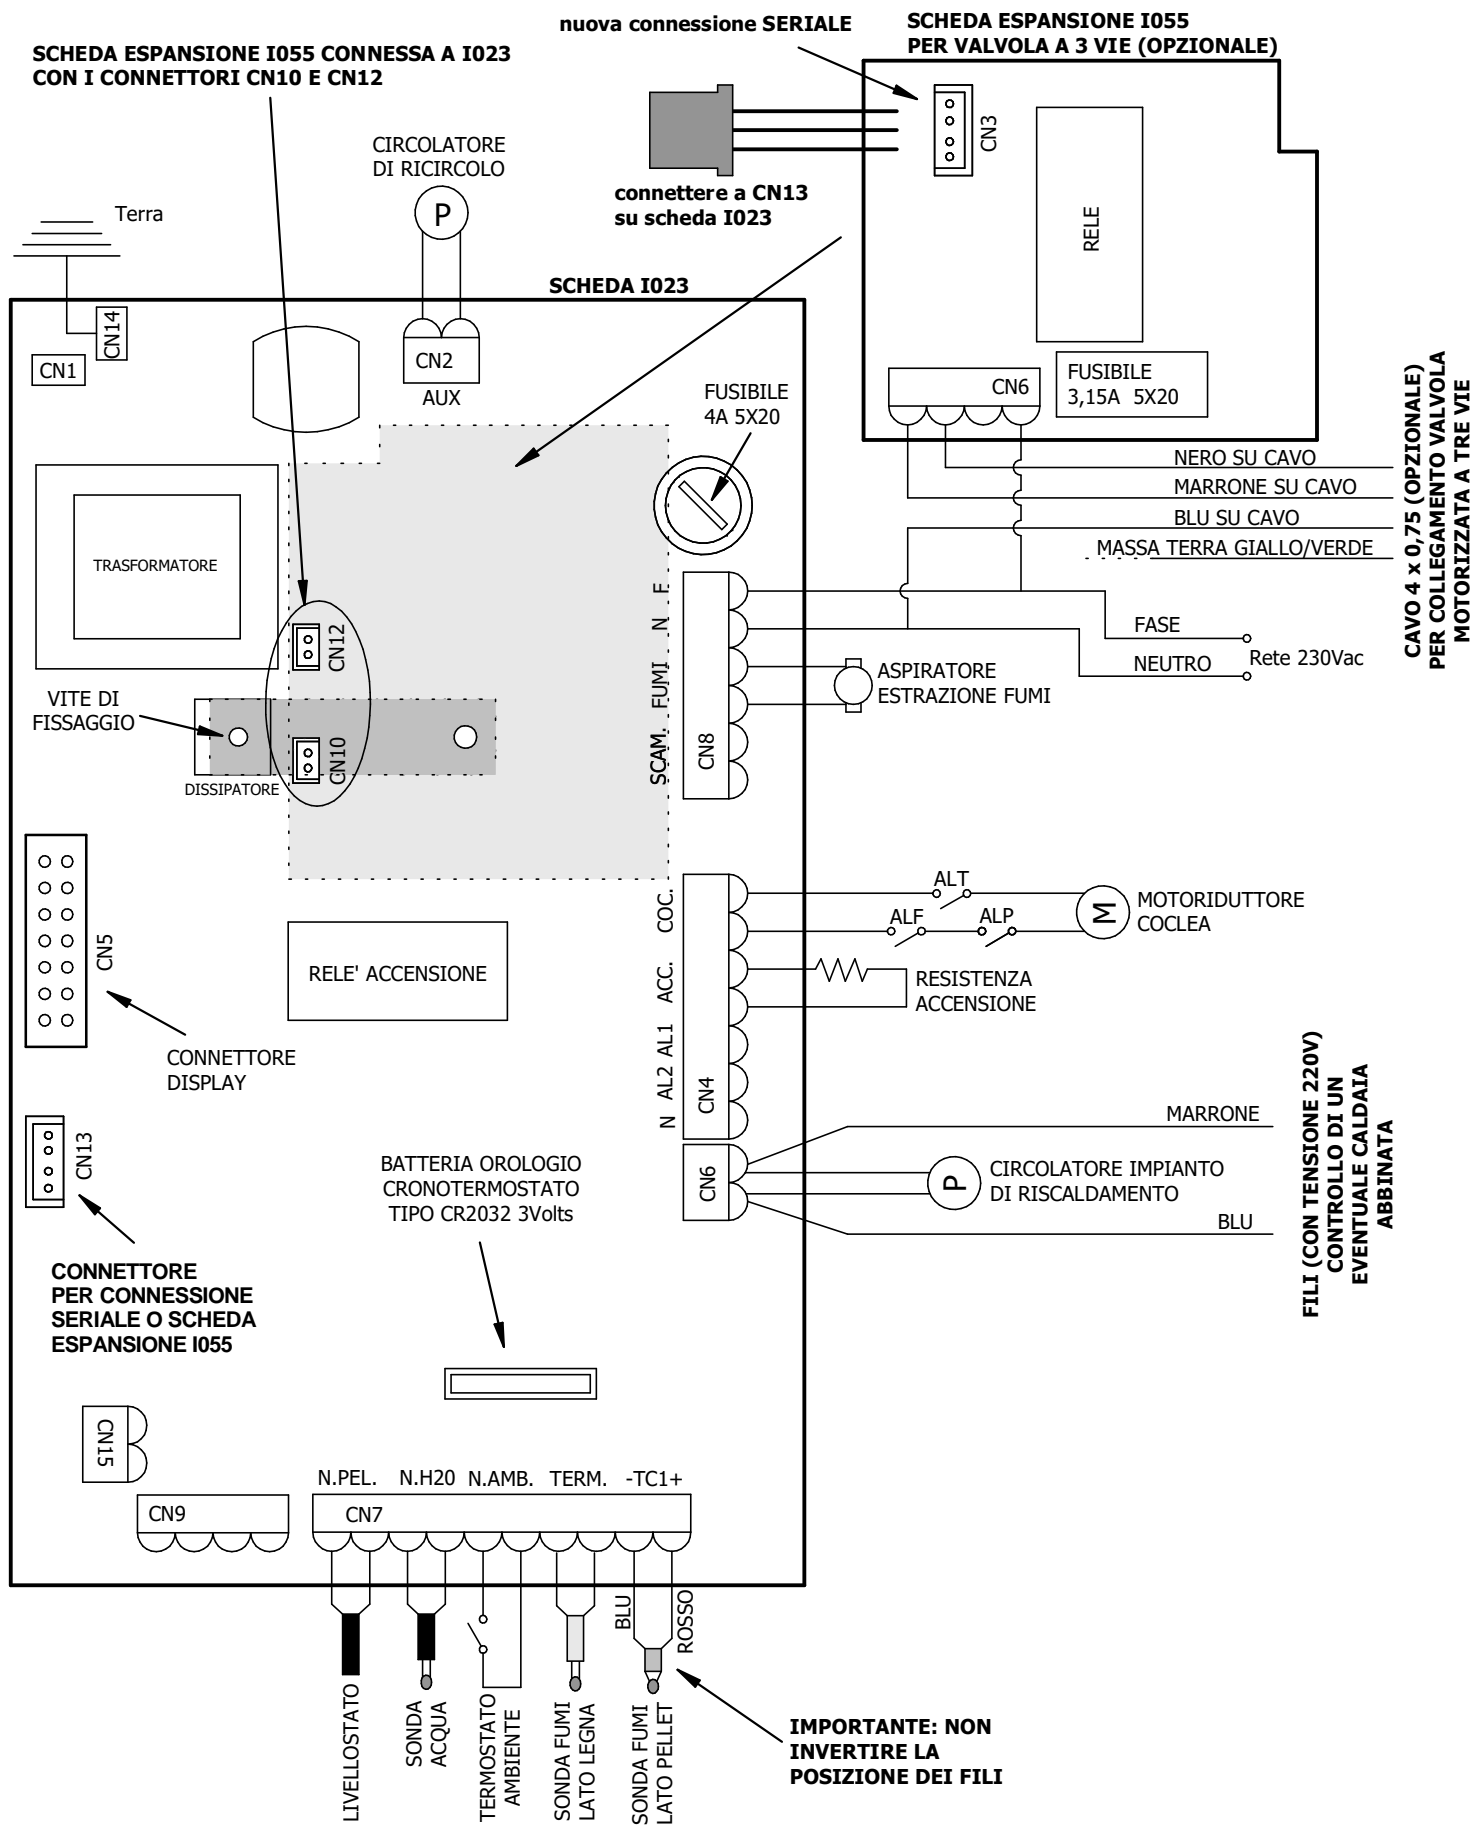 nuova connessione SERIALE
SCHEDA ESPANSIONE I055
PER VALVOLA A 3 VIE (OPZIONALE)
SCHEDA ESPANSIONE I055 CONNESSA A I023
CON I CONNETTORI CN10 E CN12
CIRCOLATORE
DI RICIRCOLO
P
Terra
connettere a CN13
su scheda I023
CN3
RELE
SCHEDA I023
CN14
CN1
CN2
AUX
FUSIBILE
4A 5X20
CN6
FUSIBILE
3,15A 5X20
NERO SU CAVO
MARRONE SU CAVO
BLU SU CAVO
MASSA TERRA GIALLO/VERDE
CAVO 4 x 0,75 (OPZIONALE)
PER COLLEGAMENTO VALVOLA
MOTORIZZATA A TRE VIE
TRASFORMATORE
CN12
VITE DI
FISSAGGIO
CN10
DISSIPATORE
SCAM. FUMI N F
CN8
FASE
NEUTRO
Rete 230Vac
ASPIRATORE
ESTRAZIONE FUMI
CN5
CONNETTORE
DISPLAY
RELE' ACCENSIONE
N AL2 AL1 ACC. COC.
CN4
ALT
ALF
ALP
M
MOTORIDUTTORE
COCLEA
RESISTENZA
ACCENSIONE
CN13
CONNETTORE
PER CONNESSIONE
SERIALE O SCHEDA
ESPANSIONE I055
BATTERIA OROLOGIO
CRONOTERMOSTATO
TIPO CR2032 3Volts
CN6
MARRONE
P
CIRCOLATORE IMPIANTO
DI RISCALDAMENTO
BLU
FILI (CON TENSIONE 220V)
CONTROLLO DI UN
EVENTUALE CALDAIA
ABBINATA
CN15
CN9
N.PEL.
N.H20
N.AMB.
TERM.
-TC1+
CN7
BLU
ROSSO
LIVELLOSTATO
SONDA
ACQUA
TERMOSTATO
AMBIENTE
SONDA FUMI
LATO LEGNA
SONDA FUMI
LATO PELLET
IMPORTANTE: NON
INVERTIRE LA
POSIZIONE DEI FILI